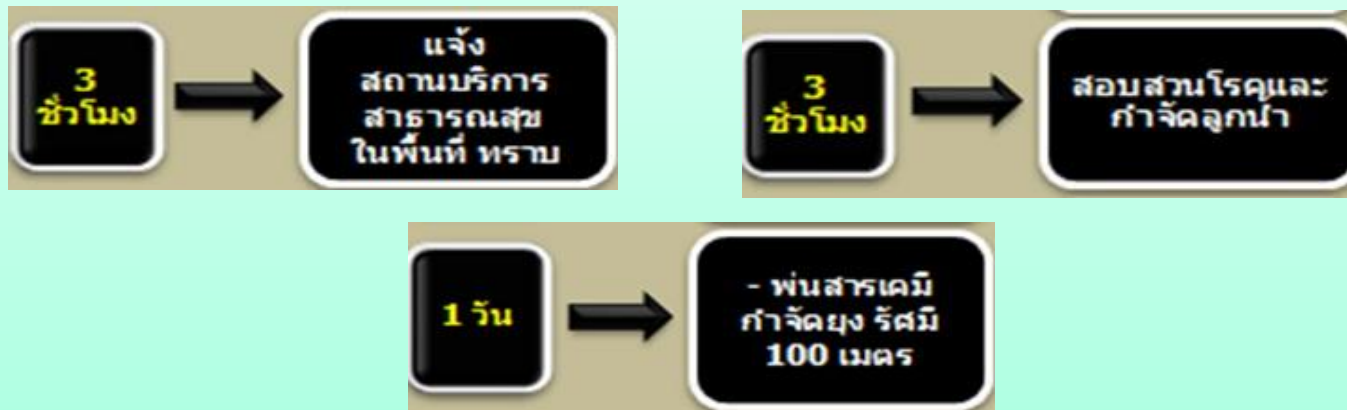 3
ชั่วโมง
แจ้ง
สถานบริการ
สาธารณสุข
ในพื้นที่ ทราบ
3
ชั่วโมง
สอบสวนโรคและ
กำจัดลูกน้ำ
1 วัน
- พ่นสารเคมี
กำจัดยุง รัศมี
100 เมตร